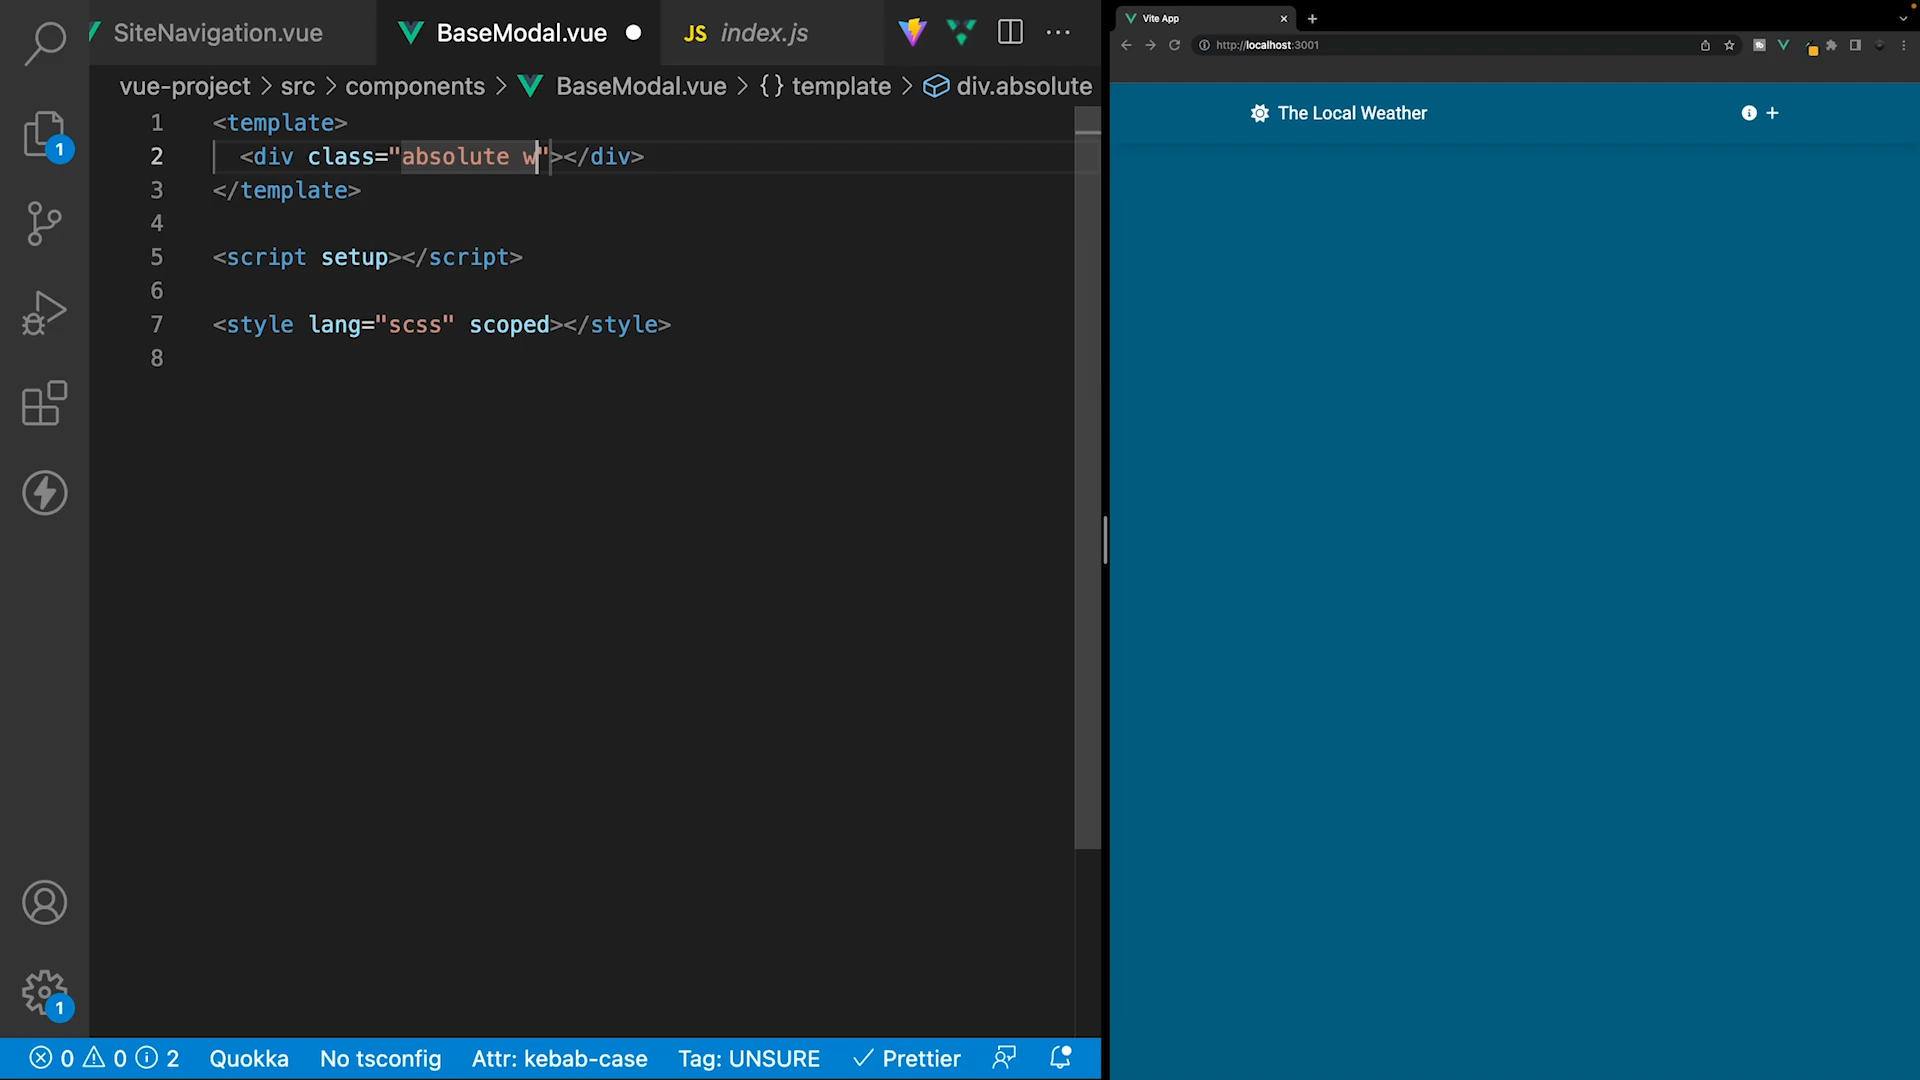 SiteNavigation.vue
BaseModal.vue
JS index.js
vue-project > src > components > BaseModal.vue > {} template > div.absolute
1 <template>
2 <div class="absolute w"></div>
3 </template>
4
5 <script setup></script>
6
7 <style lang="scss" scoped></style>
8
1
1
0 0 2 Quokka No tsconfig Attr: kebab-case Tag: UNSURE Prettier
Vite App
http://localhost:3001
The Local Weather